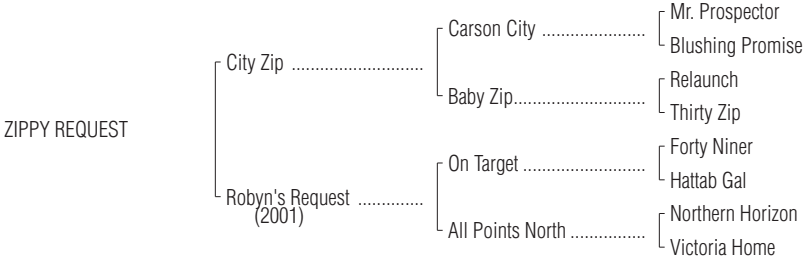 Mr. Prospector
Carson City ......................
Blushing Promise
City Zip ............................
Relaunch
Baby Zip............................
Thirty Zip
ZIPPY REQUEST
Forty Niner
On Target ..........................
Hattab Gal
Robyn's Request ..............
(2001)
Northern Horizon
All Points North ................
Victoria Home